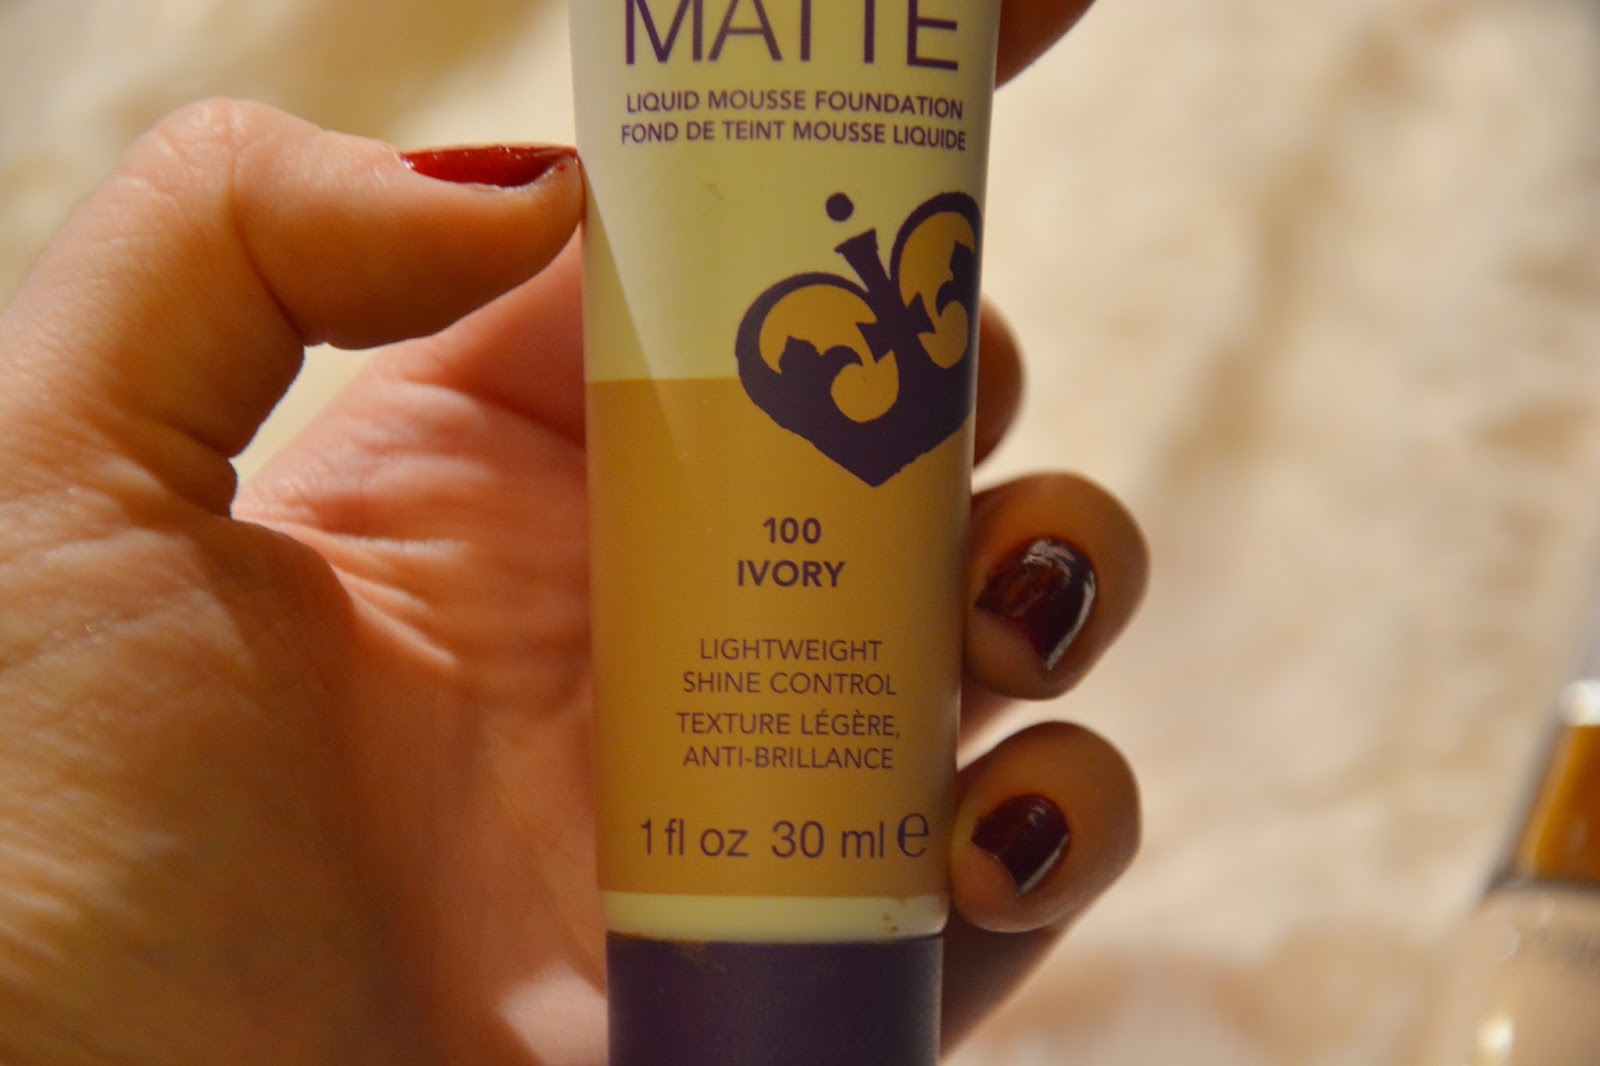 MATTE
LIQUID MOUSSE FOUNDATION
FOND DE TEINT MOUSSE LIQUIDE
100
IVORY
LIGHTWEIGHT
SHINE CONTROL
TEXTURE LÉGÈRE,
ANTI-BRILLANCE
1 fl oz 30 ml ℮